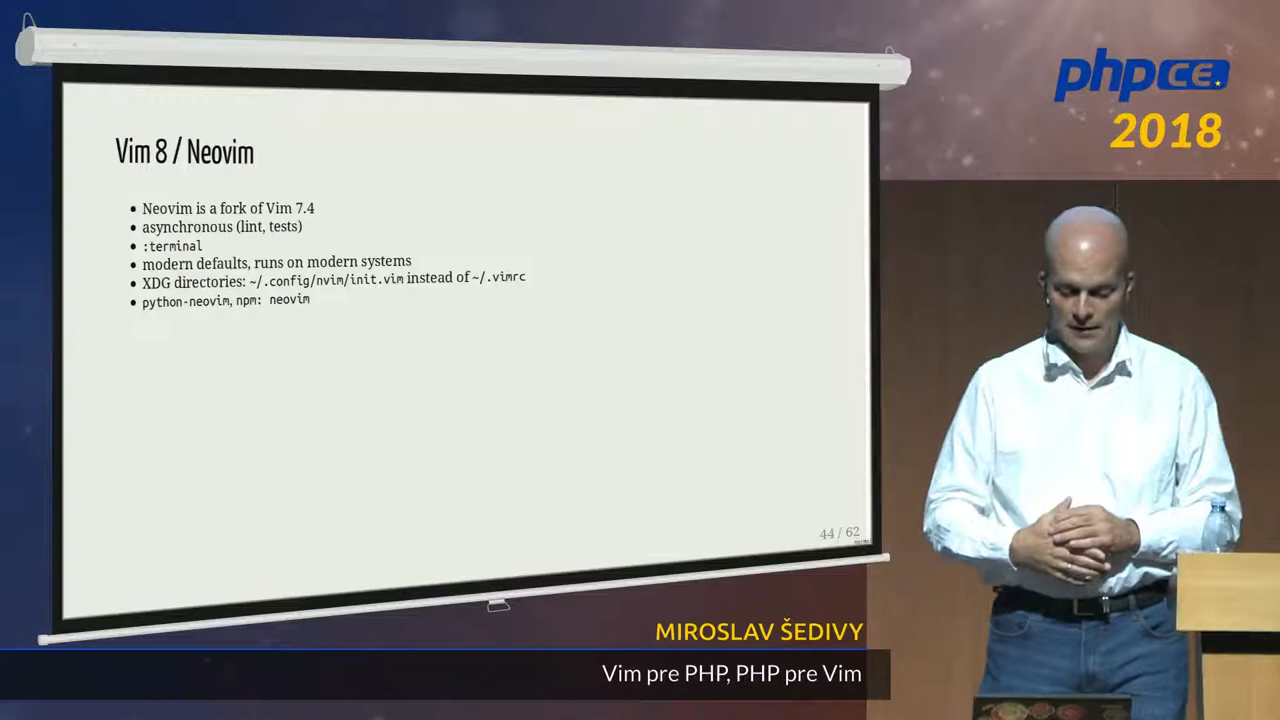 phpce
2018
Vim 8 / Neovim
• Neovim is a fork of Vim 7.4
• asynchronous (lint, tests)
• :terminal
• modern defaults, runs on modern systems
• XDG directories: ~/.config/nvim/init.vim instead of ~/.vimrc
• python-neovim, npm: neovim
44 / 62
MIROSLAV ŠEDIVY
Vim pre PHP, PHP pre Vim